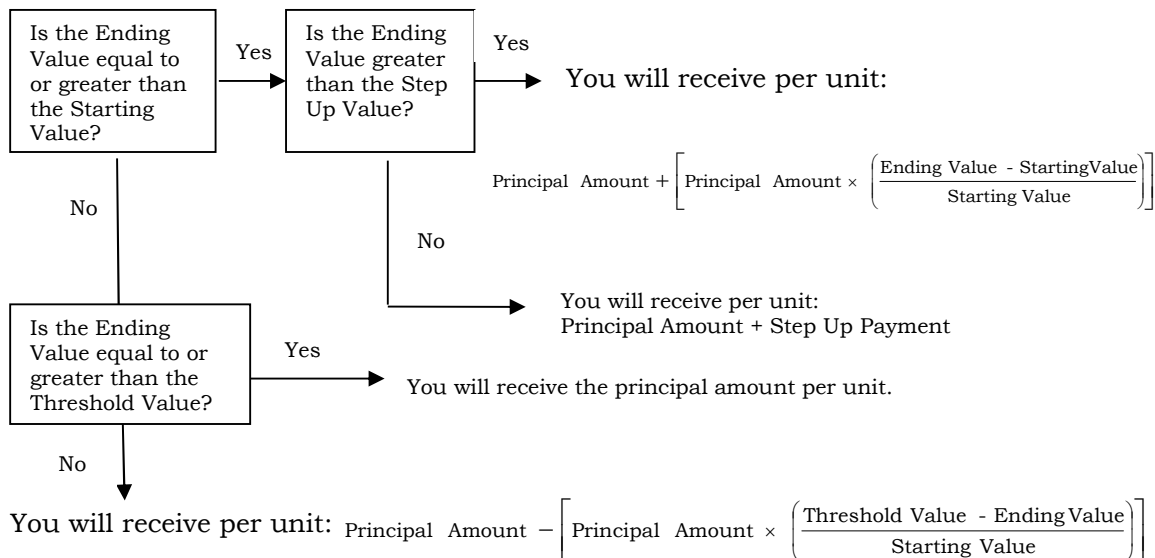 Is the Ending
Value equal to
or greater than
the Starting
Value?
Yes
Is the Ending
Value greater
than the Step
Up Value?
Yes
You will receive per unit:
Principal Amount + [Principal Amount × (Ending Value - StartingValue / Starting Value)]
No
No
You will receive per unit:
Principal Amount + Step Up Payment
Is the Ending
Value equal to or
greater than the
Threshold Value?
Yes
You will receive the principal amount per unit.
No
You will receive per unit: Principal Amount − [Principal Amount × (Threshold Value - Ending Value / Starting Value)]